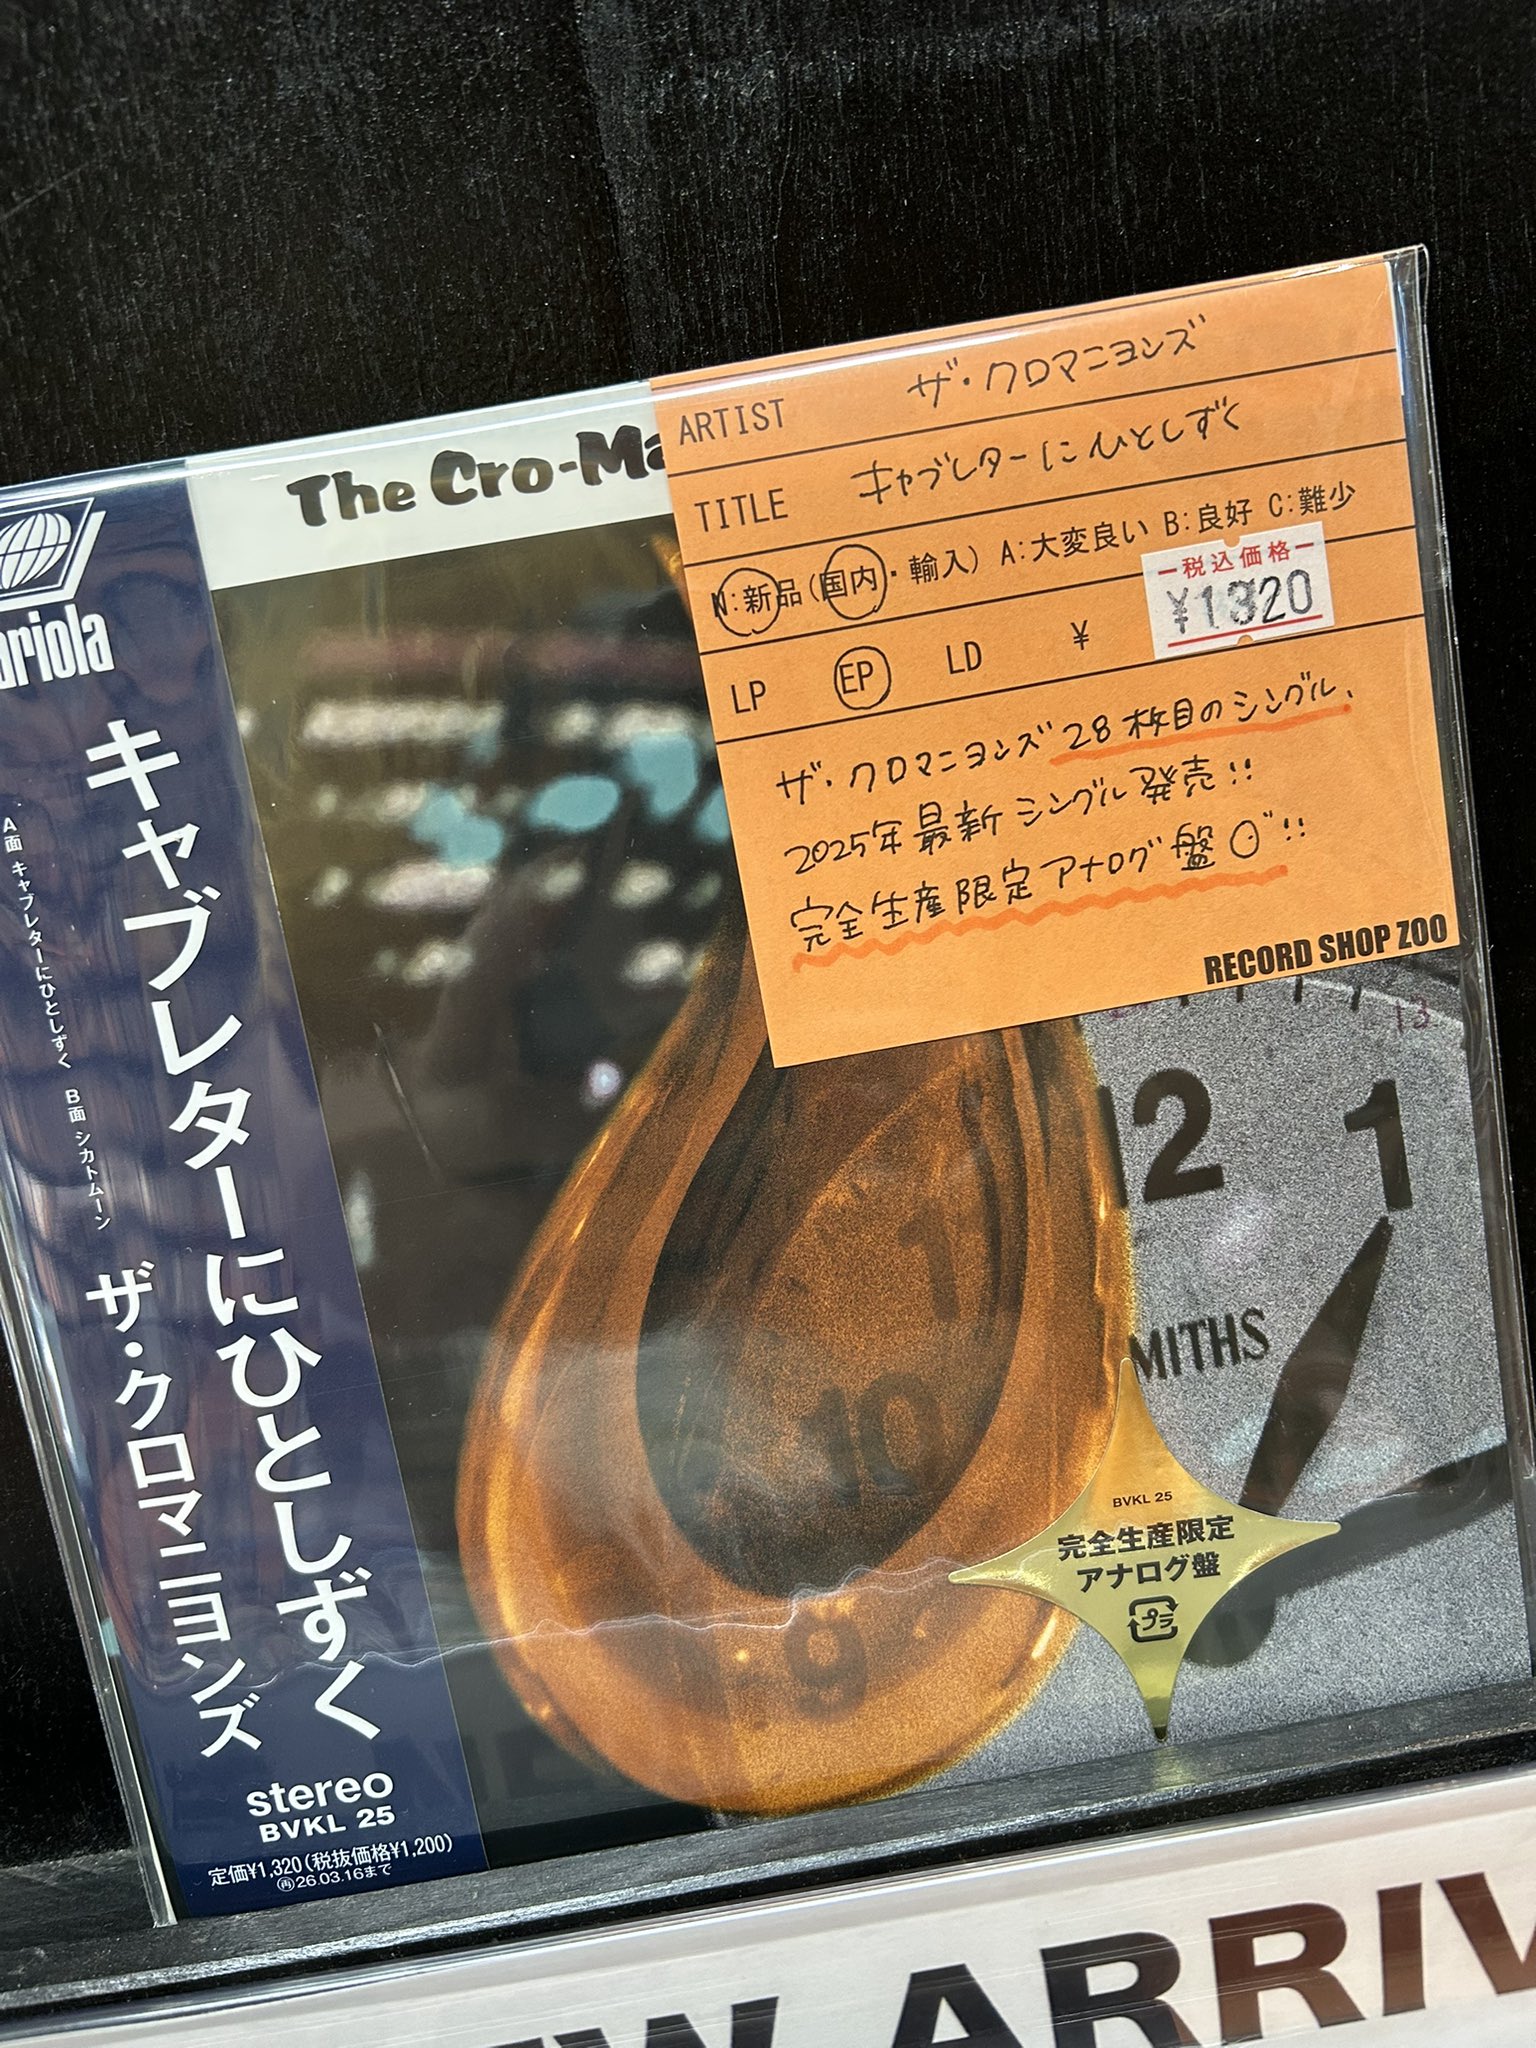 The Cro-Ma
ariola
キャブレターにひとしずく
A面 キャブレターにひとしずく B面 シカトムーン
ザ・クロマニヨンズ
stereo
BVKL 25
定価¥1,320(税抜価格¥1,200)
再26.03.16まで
ARTIST ザ・クロマニヨンズ
TITLE キャブレターにひとしずく
N:新品(国内・輸入) A:大変良い B:良好 C:難少
税込価格
LP EP LD ¥ ¥1320
ザ・クロマニヨンズ 28枚目のシングル、
2025年最新シングル発売!!
完全生産限定アナログ盤!!
RECORD SHOP ZOO
13
12 1
11
MITHS
10
9
BVKL 25
完全生産限定
アナログ盤
プラ
EW ARRIV